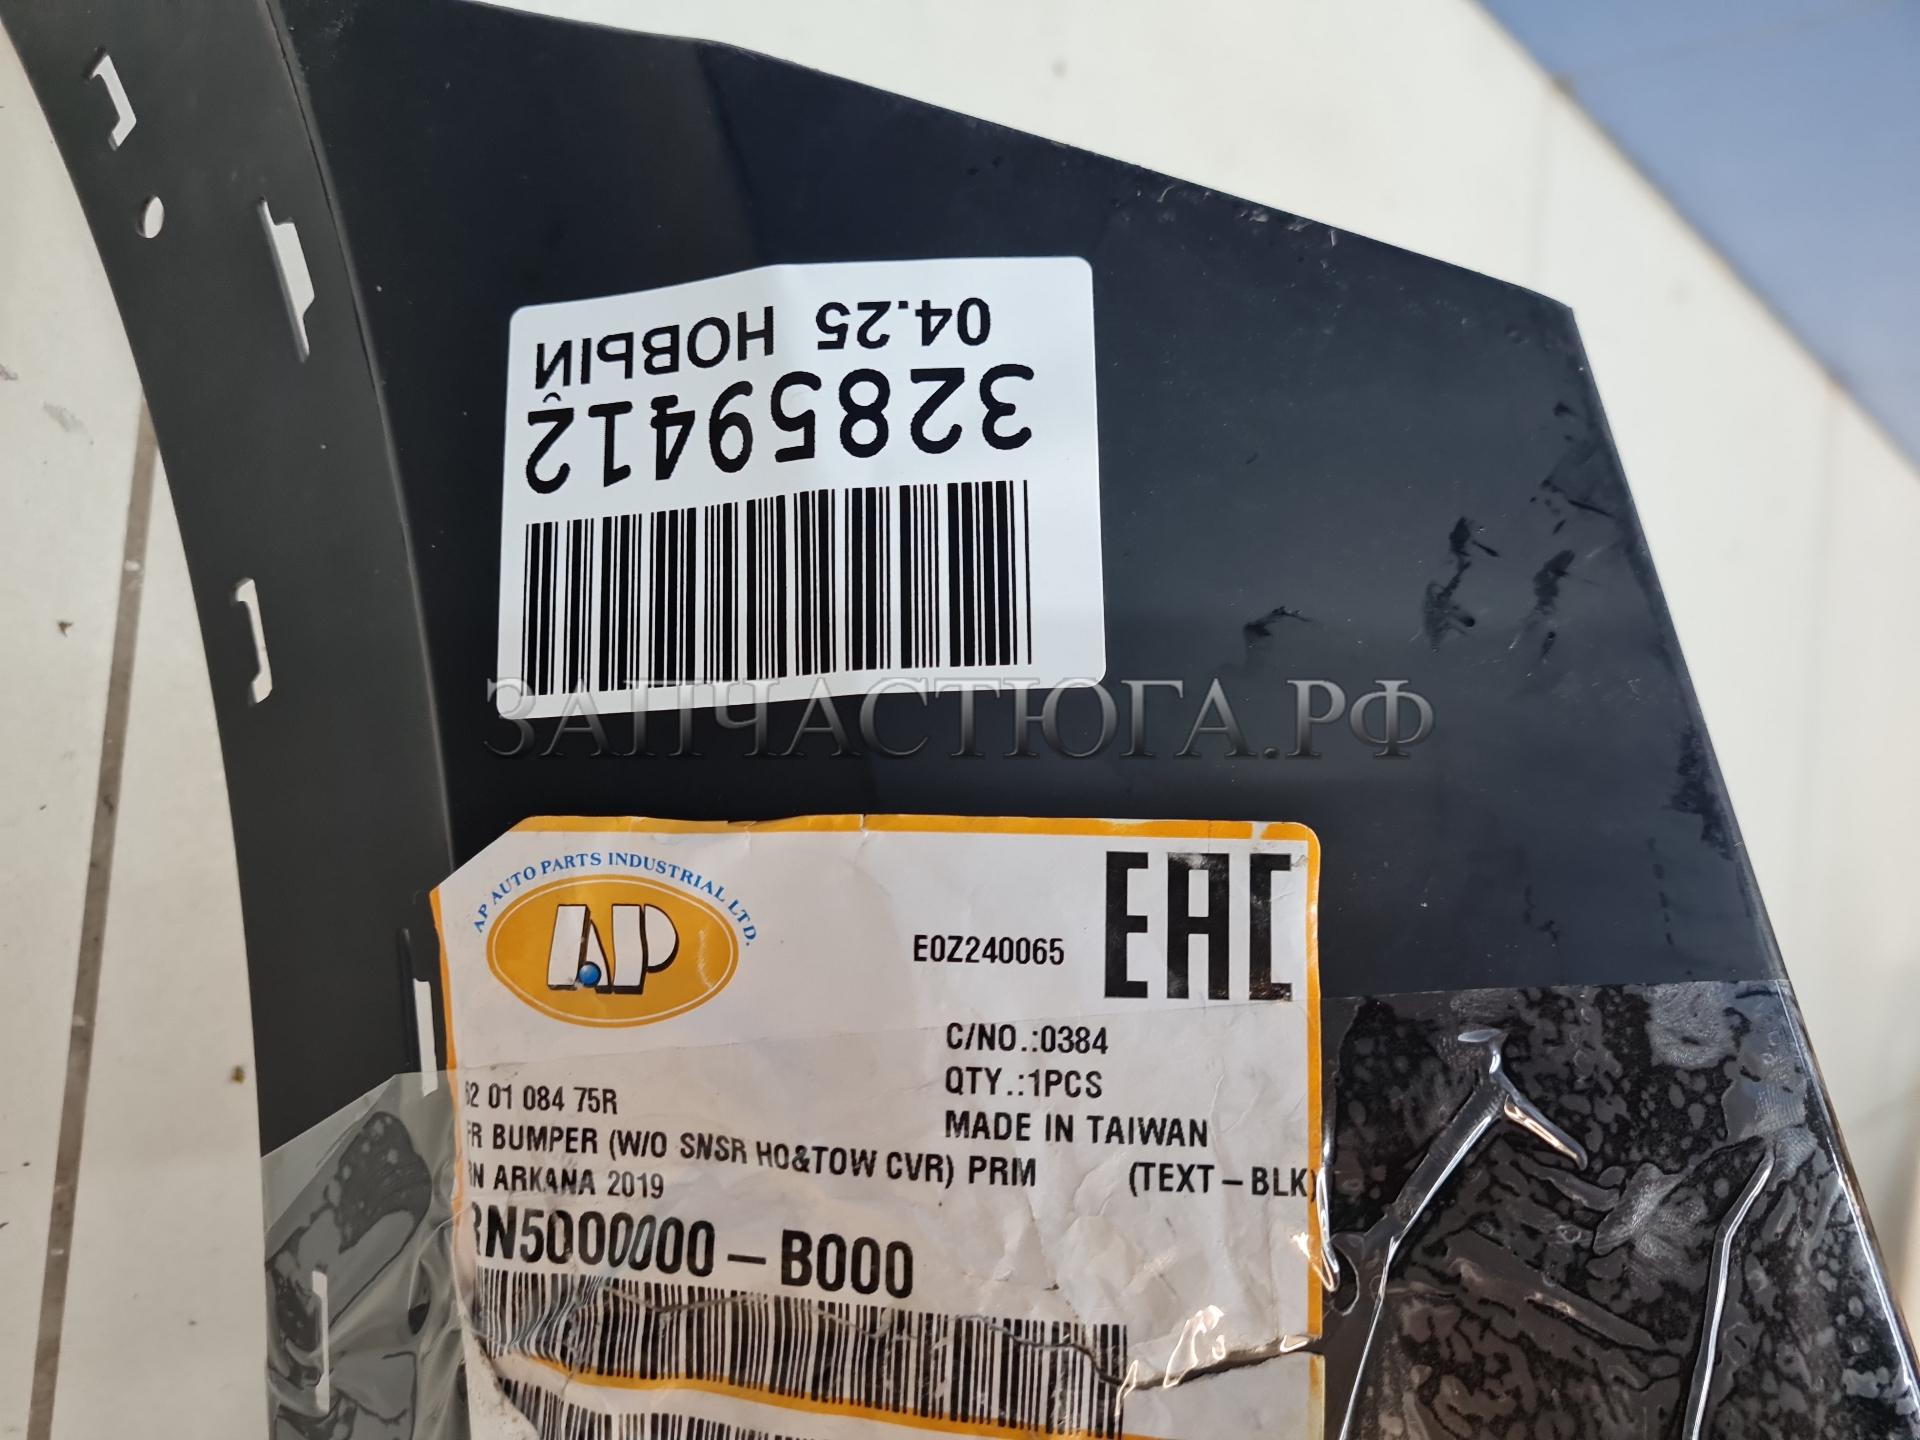 04.25 НОВЫЙ
32859412
ЗАПЧАСТЮГА.РФ
AP AUTO PARTS INDUSTRIAL LTD.
AP
E0Z240065
EAC
C/NO.:0384
QTY.:1PCS
MADE IN TAIWAN
62 01 084 75R
FR BUMPER (W/O SNSR HO&TOW CVR) PRM (TEXT-BLK)
RN ARKANA 2019
RN5000000-B000